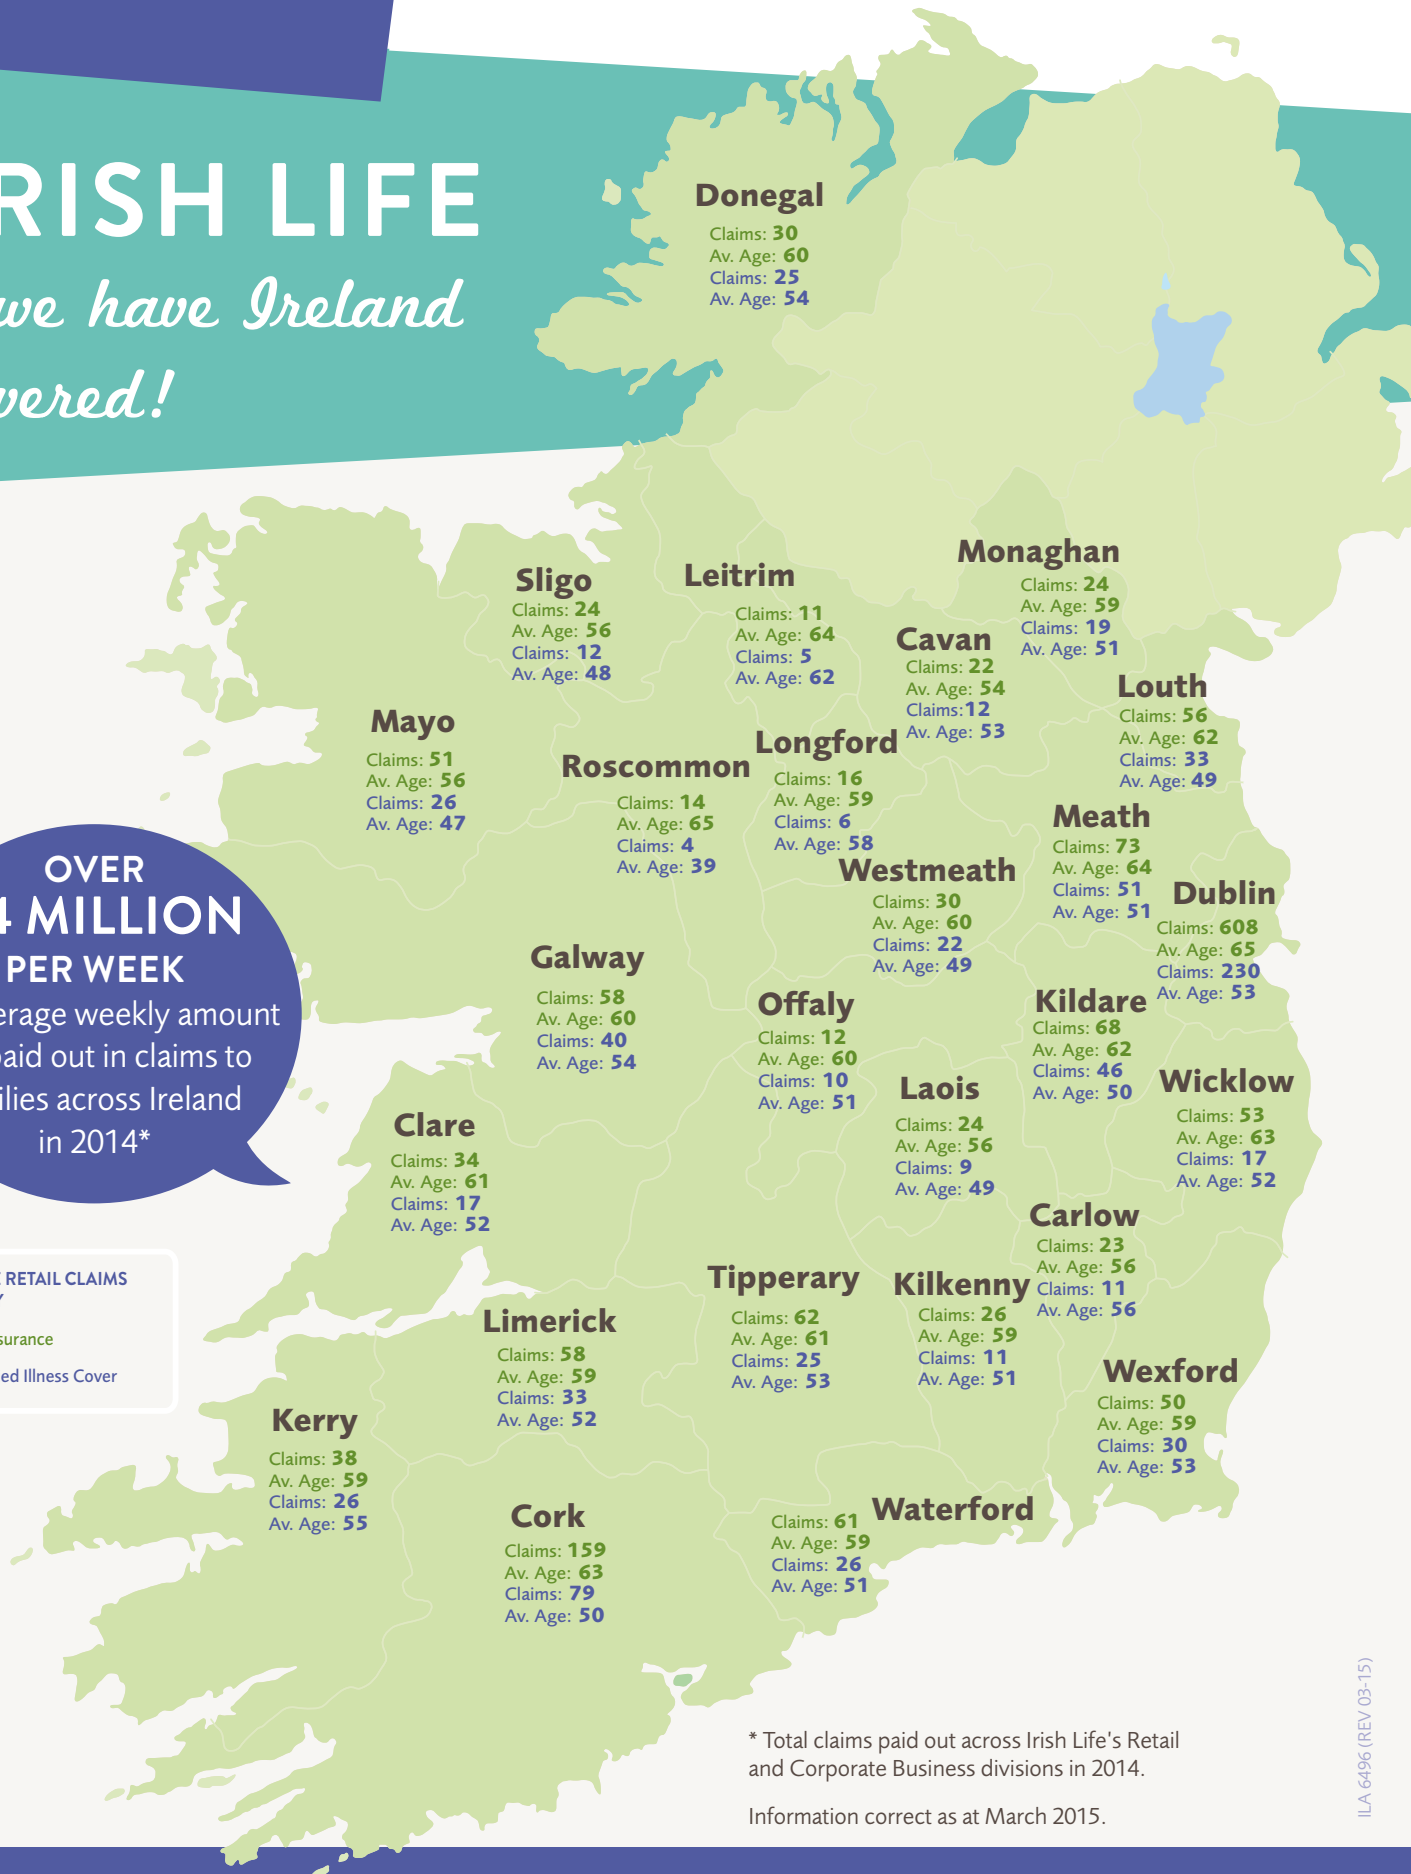 RISH LIFE
we have Ireland
vered!
Donegal
Claims: 30
Av. Age: 60
Claims: 25
Av. Age: 54
Monaghan
Claims: 24
Av. Age: 59
Claims: 19
Av. Age: 51
Sligo
Claims: 24
Av. Age: 56
Claims: 12
Av. Age: 48
Leitrim
Claims: 11
Av. Age: 64
Claims: 5
Av. Age: 62
Cavan
Claims: 22
Av. Age: 54
Claims:12
Av. Age: 53
Louth
Claims: 56
Av. Age: 62
Claims: 33
Av. Age: 49
Mayo
Claims: 51
Av. Age: 56
Claims: 26
Av. Age: 47
Roscommon
Claims: 14
Av. Age: 65
Claims: 4
Av. Age: 39
Longford
Claims: 16
Av. Age: 59
Claims: 6
Av. Age: 58
Meath
Claims: 73
Av. Age: 64
Claims: 51
Av. Age: 51
Westmeath
Claims: 30
Av. Age: 60
Claims: 22
Av. Age: 49
Dublin
Claims: 608
Av. Age: 65
Claims: 230
Av. Age: 53
OVER
4 MILLION
PER WEEK
erage weekly amount
paid out in claims to
ilies across Ireland
in 2014*
Galway
Claims: 58
Av. Age: 60
Claims: 40
Av. Age: 54
Offaly
Claims: 12
Av. Age: 60
Claims: 10
Av. Age: 51
Kildare
Claims: 68
Av. Age: 62
Claims: 46
Av. Age: 50
Laois
Claims: 24
Av. Age: 56
Claims: 9
Av. Age: 49
Wicklow
Claims: 53
Av. Age: 63
Claims: 17
Av. Age: 52
Clare
Claims: 34
Av. Age: 61
Claims: 17
Av. Age: 52
Carlow
Claims: 23
Av. Age: 56
Claims: 11
Av. Age: 56
RETAIL CLAIMS
Y
surance
ed Illness Cover
Tipperary
Claims: 62
Av. Age: 61
Claims: 25
Av. Age: 53
Kilkenny
Claims: 26
Av. Age: 59
Claims: 11
Av. Age: 51
Limerick
Claims: 58
Av. Age: 59
Claims: 33
Av. Age: 52
Wexford
Claims: 50
Av. Age: 59
Claims: 30
Av. Age: 53
Kerry
Claims: 38
Av. Age: 59
Claims: 26
Av. Age: 55
Cork
Claims: 159
Av. Age: 63
Claims: 79
Av. Age: 50
Waterford
Claims: 61
Av. Age: 59
Claims: 26
Av. Age: 51
* Total claims paid out across Irish Life's Retail
and Corporate Business divisions in 2014.
Information correct as at March 2015.
ILA 6496 (REV 03-15)